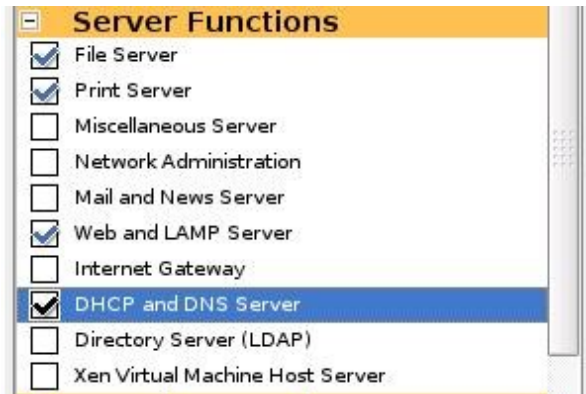 Server Functions
File Server
Print Server
Miscellaneous Server
Network Administration
Mail and News Server
Web and LAMP Server
Internet Gateway
DHCP and DNS Server
Directory Server (LDAP)
Xen Virtual Machine Host Server